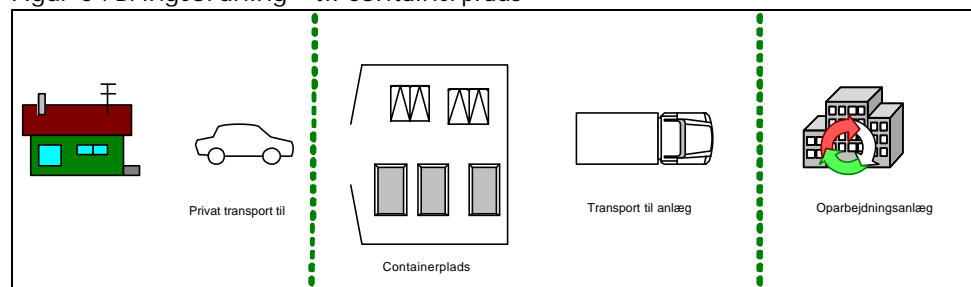 Privat transport til
Containerplads
Transport til anlæg
Oparbejdningsanlæg